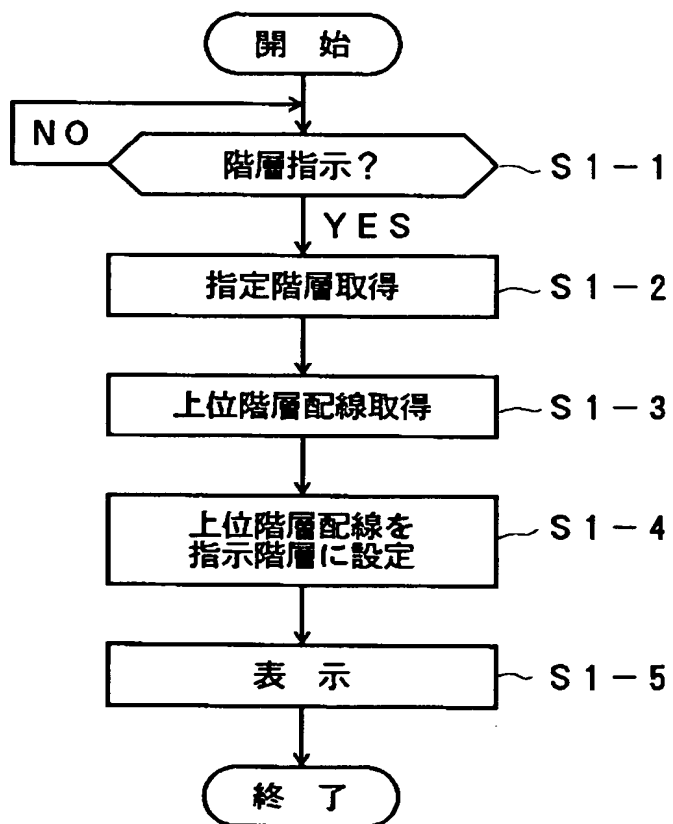 開 始
NO
階層指示? S1-1
YES
指定階層取得 S1-2
上位階層配線取得 S1-3
上位階層配線を
指示階層に設定 S1-4
表 示 S1-5
終 了